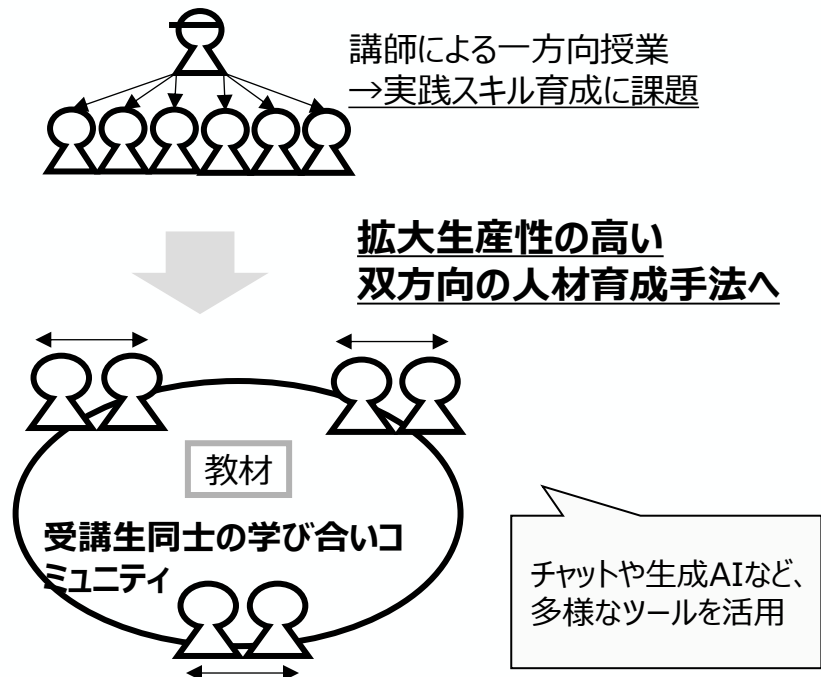 講師による一方向授業
→実践スキル育成に課題
拡大生産性の高い
双方向の人材育成手法へ
教材
受講生同士の学び合いコ
ミュニティ
チャットや生成AIなど、
多様なツールを活用